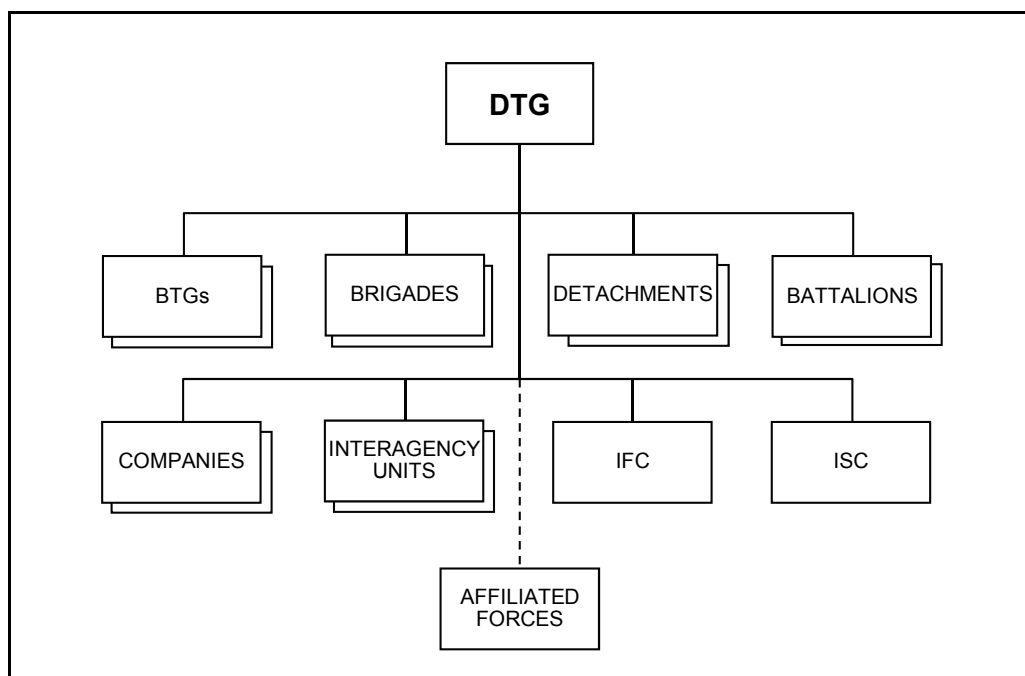 DTG
BTGs
BRIGADES
DETACHMENTS
BATTALIONS
COMPANIES
INTERAGENCY
UNITS
IFC
ISC
AFFILIATED
FORCES